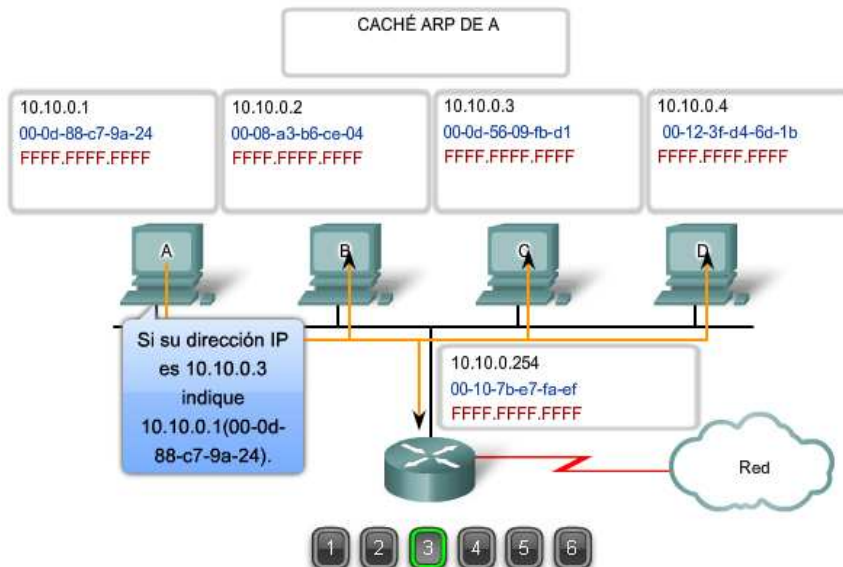 CACHÉ ARP DE A
10.10.0.1
00-0d-88-c7-9a-24
FFFF.FFFF.FFFF
10.10.0.2
00-08-a3-b6-ce-04
FFFF.FFFF.FFFF
10.10.0.3
00-0d-56-09-fb-d1
FFFF.FFFF.FFFF
10.10.0.4
00-12-3f-d4-6d-1b
FFFF.FFFF.FFFF
A
B
C
D
Si su dirección IP
es 10.10.0.3
indique
10.10.0.1(00-0d-
88-c7-9a-24).
10.10.0.254
00-10-7b-e7-fa-ef
FFFF.FFFF.FFFF
Red
1 2 3 4 5 6